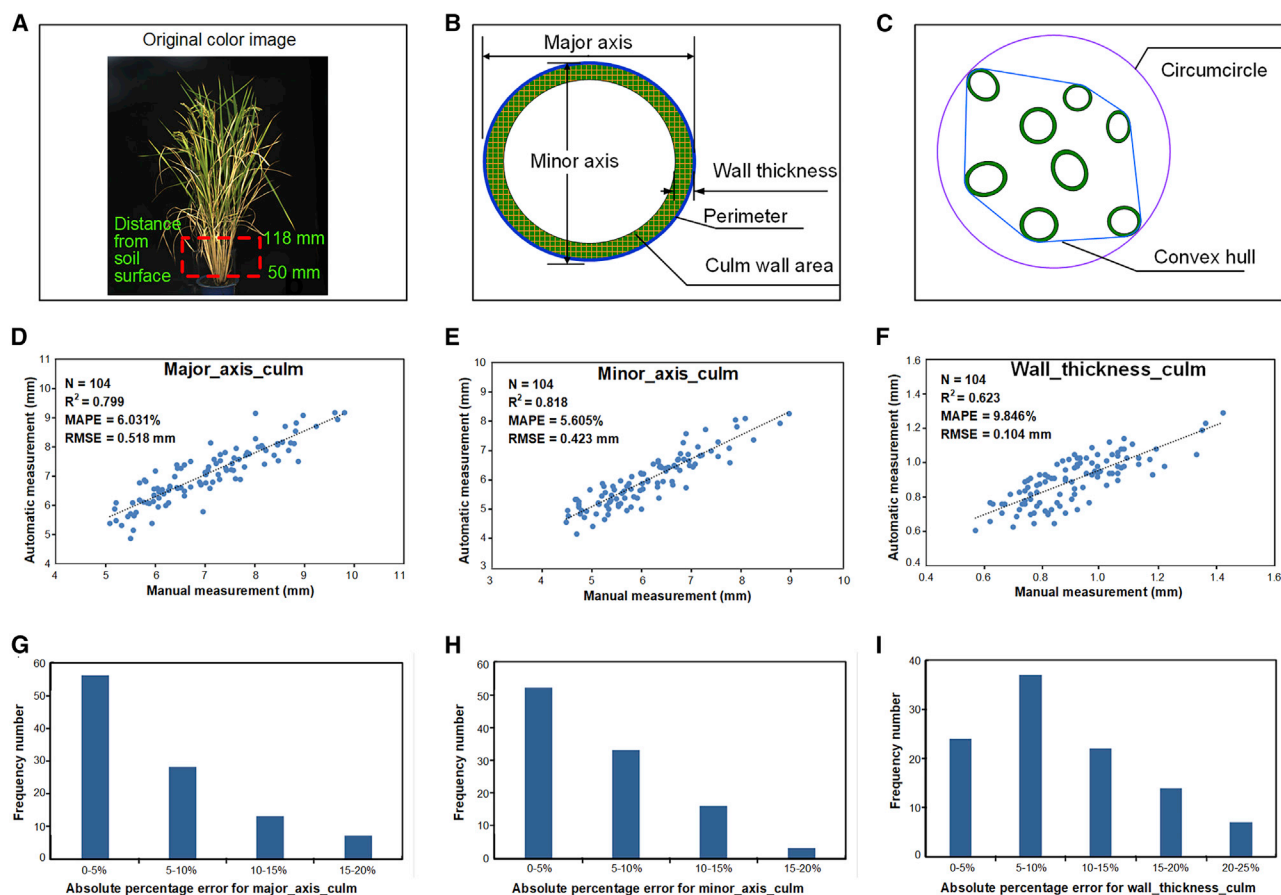 A
Original color image
Distance
from
soil
surface
118 mm
50 mm
B
Major axis
Minor axis
Wall thickness
Perimeter
Culm wall area
C
Circumcircle
Convex hull
D
Major_axis_culm
N = 104
R² = 0.799
MAPE = 6.031%
RMSE = 0.518 mm
Automatic measurement (mm)
11
10
9
8
7
6
5
4
4 5 6 7 8 9 10 11
Manual measurement (mm)
E
Minor_axis_culm
N = 104
R² = 0.818
MAPE = 5.605%
RMSE = 0.423 mm
Automatic measurement (mm)
10
9
8
7
6
5
4
3
3 4 5 6 7 8 9 10
Manual measurement (mm)
F
Wall_thickness_culm
N = 104
R² = 0.623
MAPE = 9.846%
RMSE = 0.104 mm
Automatic measurement (mm)
1.6
1.4
1.2
1.0
0.8
0.6
0.4
0.4 0.6 0.8 1.0 1.2 1.4 1.6
Manual measurement (mm)
G
Frequency number
60
50
40
30
20
10
0
0-5% 5-10% 10-15% 15-20%
Absolute percentage error for major_axis_culm
H
Frequency number
60
50
40
30
20
10
0
0-5% 5-10% 10-15% 15-20%
Absolute percentage error for minor_axis_culm
I
Frequency number
40
30
20
10
0
0-5% 5-10% 10-15% 15-20% 20-25%
Absolute percentage error for wall_thickness_culm